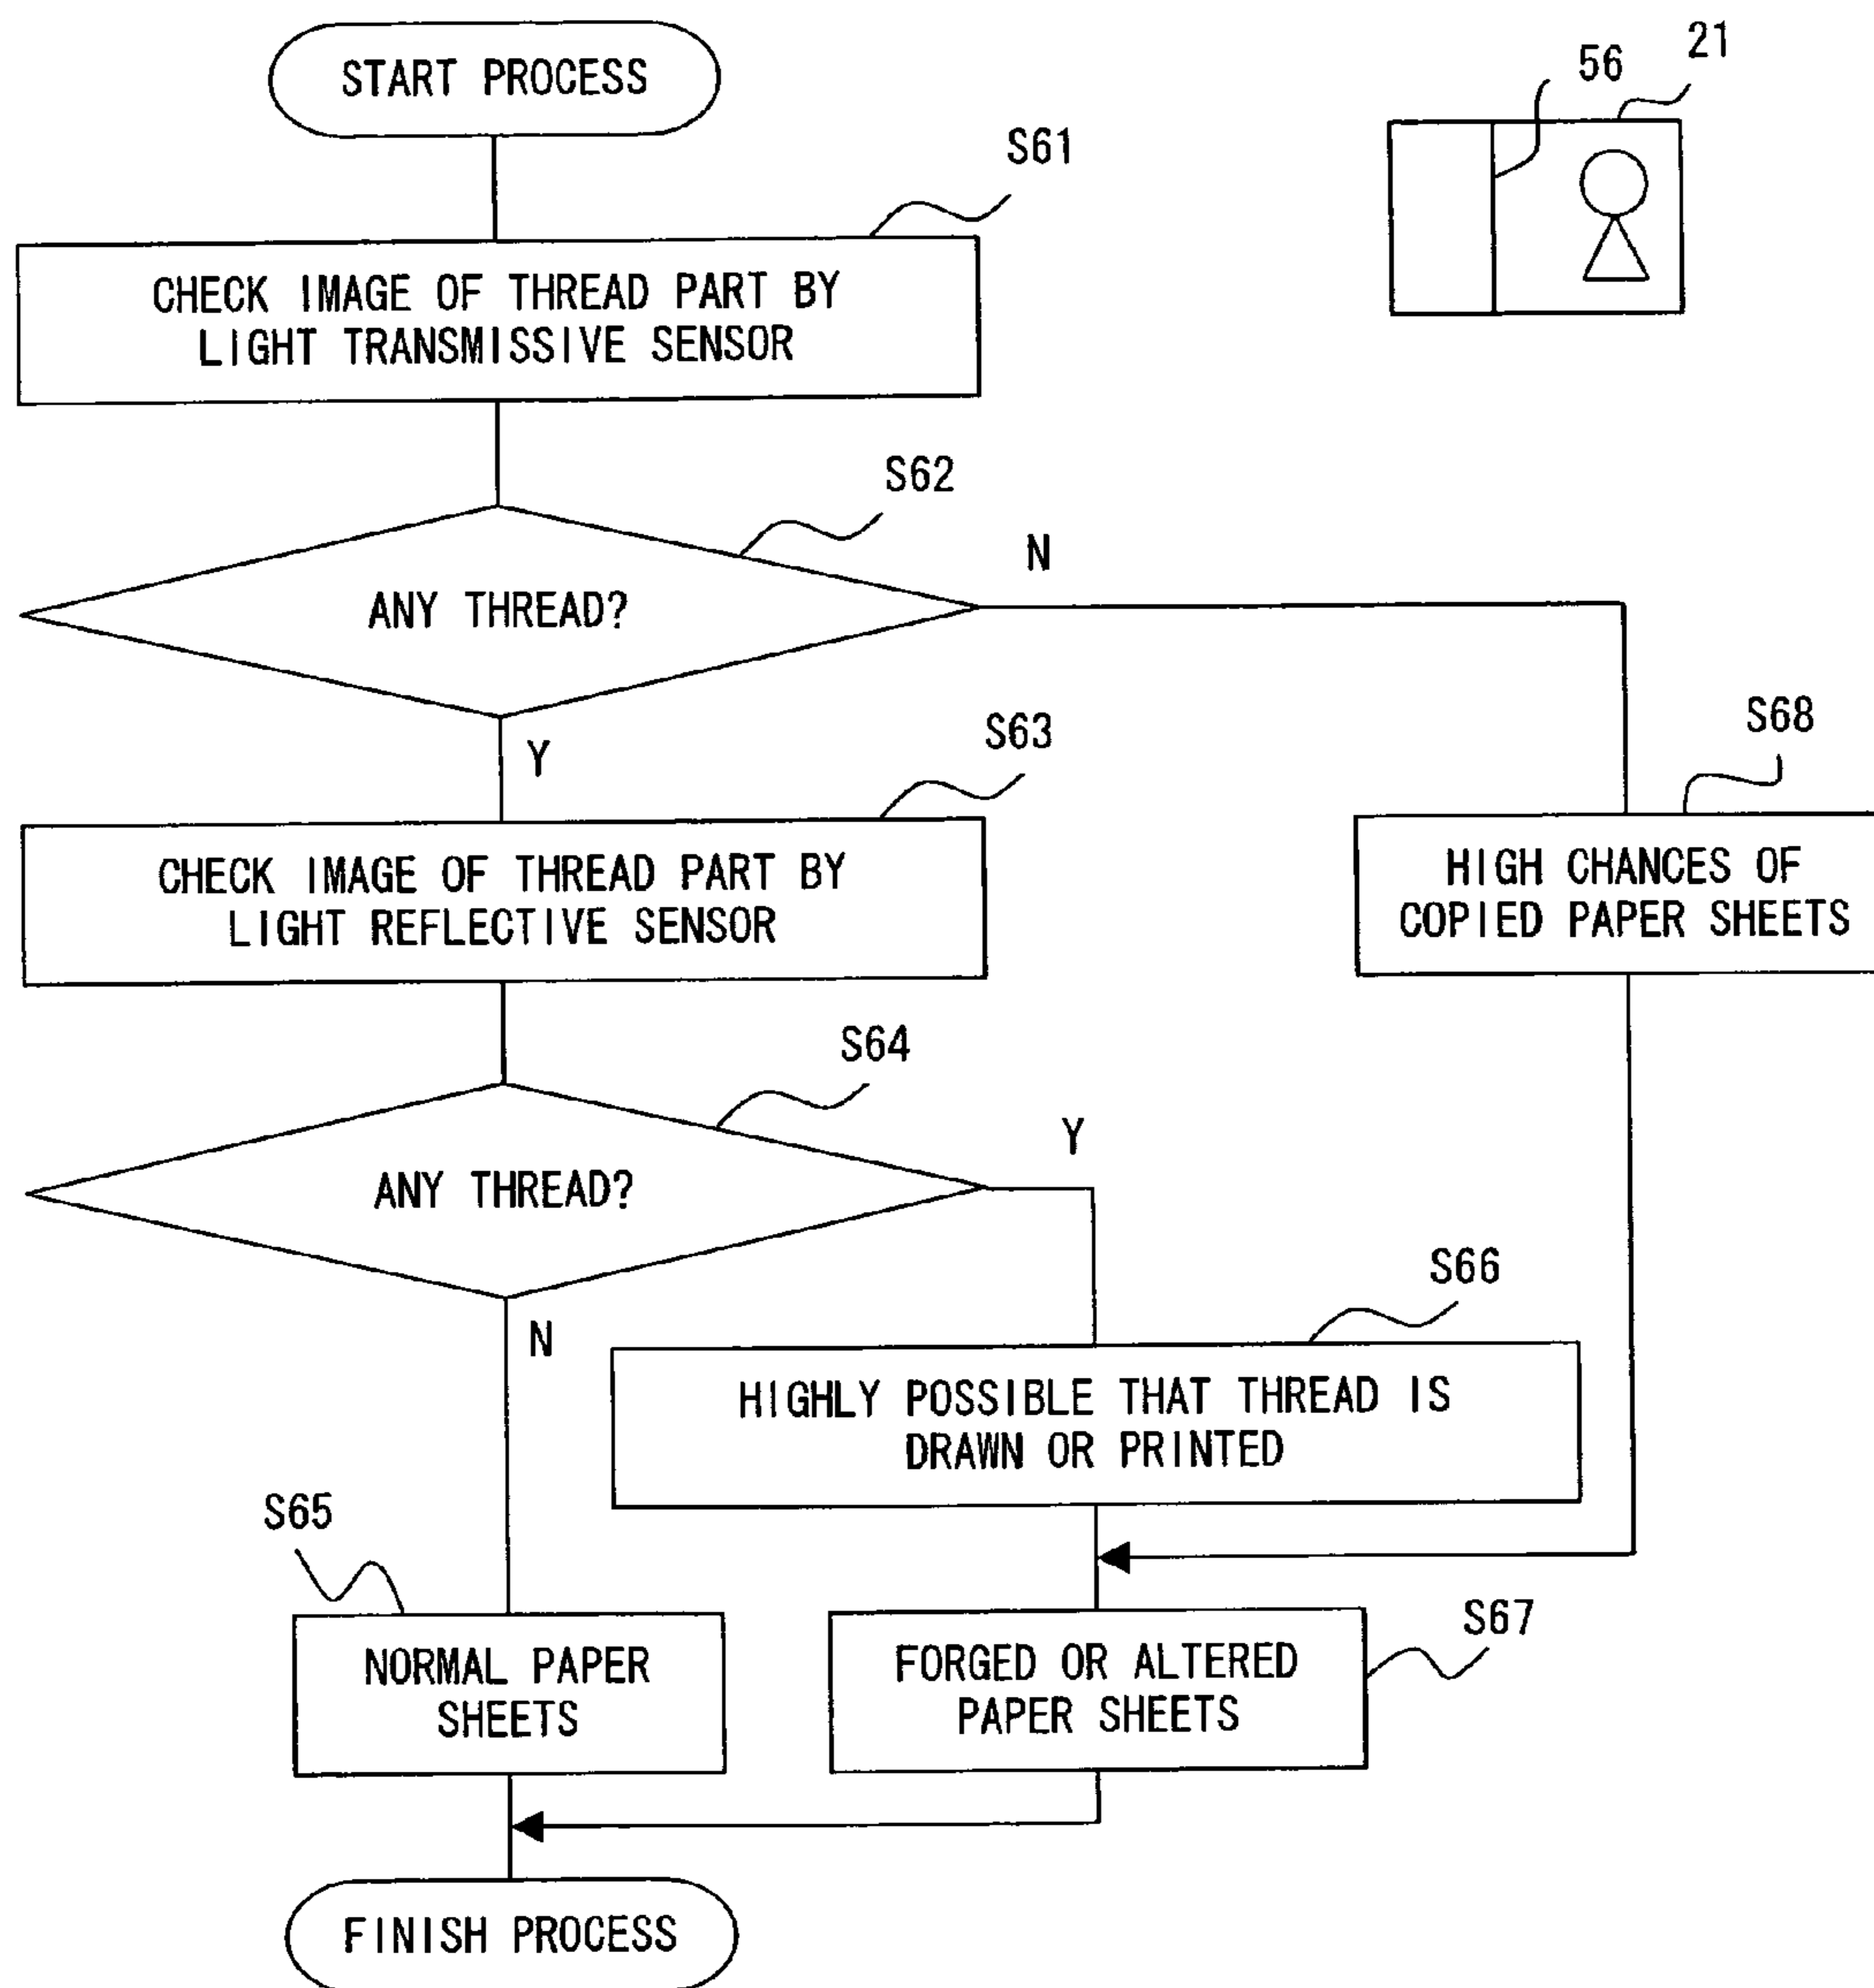 START PROCESS
56
21
S61
CHECK IMAGE OF THREAD PART BY
LIGHT TRANSMISSIVE SENSOR
S62
ANY THREAD?
N
Y
S63
CHECK IMAGE OF THREAD PART BY
LIGHT REFLECTIVE SENSOR
S68
HIGH CHANCES OF
COPIED PAPER SHEETS
S64
ANY THREAD?
Y
N
S66
HIGHLY POSSIBLE THAT THREAD IS
DRAWN OR PRINTED
S65
NORMAL PAPER
SHEETS
S67
FORGED OR ALTERED
PAPER SHEETS
FINISH PROCESS